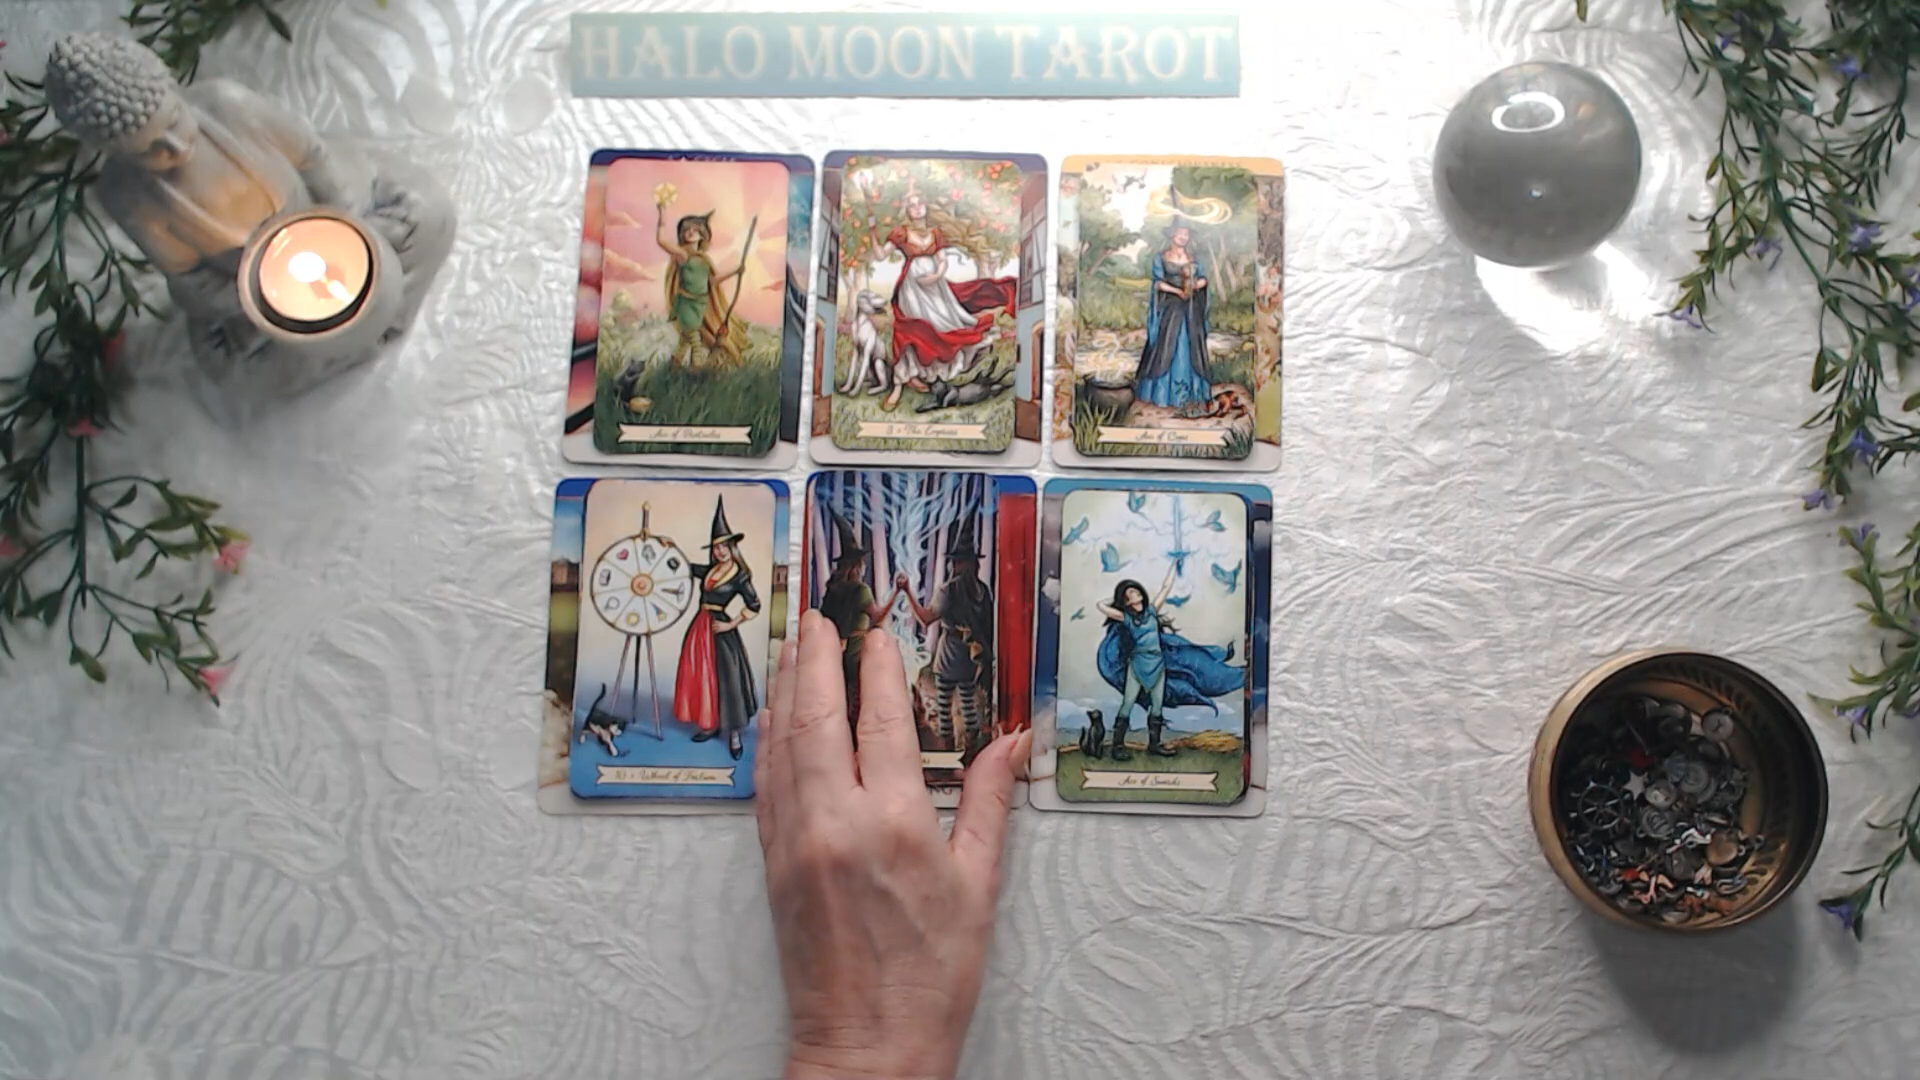 HALO MOON TAROT
Ace of Pentacles
3 * The Empress
Ace of Cups
10 * Wheel of Fortune
Ace of Swords
NG